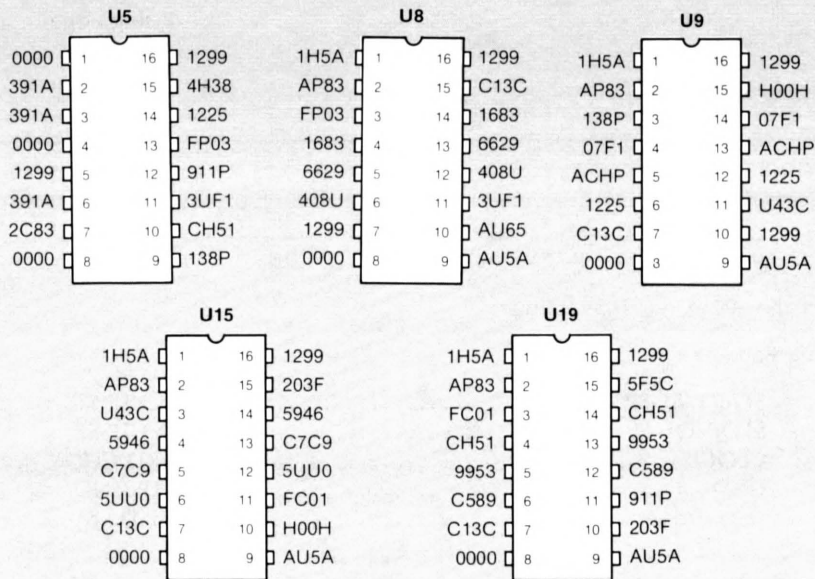 U5
0000 1 16 1299
391A 2 15 4H38
391A 3 14 1225
0000 4 13 FP03
1299 5 12 911P
391A 6 11 3UF1
2C83 7 10 CH51
0000 8 9 138P
U8
1H5A 1 16 1299
AP83 2 15 C13C
FP03 3 14 1683
1683 4 13 6629
6629 5 12 408U
408U 6 11 3UF1
1299 7 10 AU65
0000 8 9 AU5A
U9
1H5A 1 16 1299
AP83 2 15 H00H
138P 3 14 07F1
07F1 4 13 ACHP
ACHP 5 12 1225
1225 6 11 U43C
C13C 7 10 1299
0000 3 9 AU5A
U15
1H5A 1 16 1299
AP83 2 15 203F
U43C 3 14 5946
5946 4 13 C7C9
C7C9 5 12 5UU0
5UU0 6 11 FC01
C13C 7 10 H00H
0000 8 9 AU5A
U19
1H5A 1 16 1299
AP83 2 15 5F5C
FC01 3 14 CH51
CH51 4 13 9953
9953 5 12 C589
C589 6 11 911P
C13C 7 10 203F
0000 8 9 AU5A